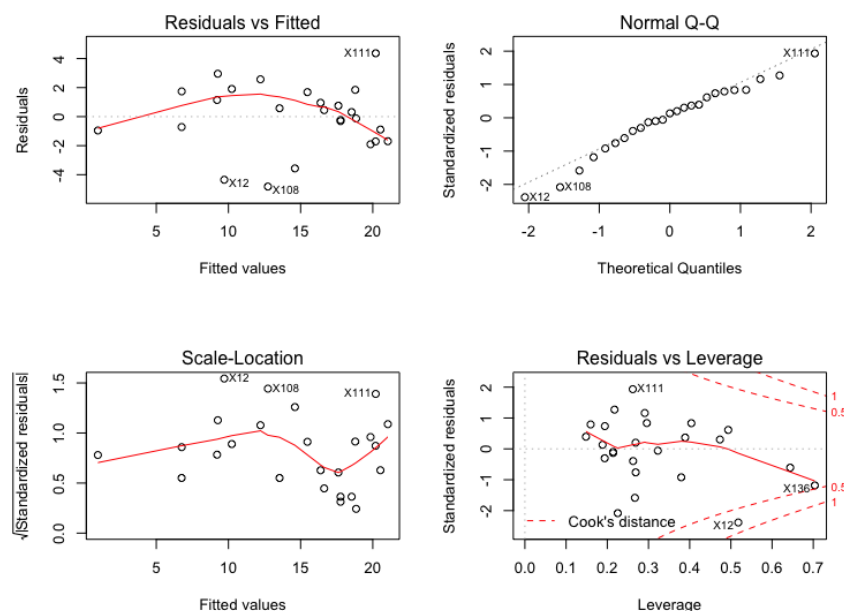 Residuals vs Fitted
Residuals
4
2
0
-2
-4
X111
X12
X108
5
10
15
20
Fitted values
Normal Q-Q
Standardized residuals
2
1
0
-1
-2
X111
X12
X108
-2
-1
0
1
2
Theoretical Quantiles
Scale-Location
√|Standardized residuals|
1.5
1.0
0.5
0.0
X12
X108
X111
5
10
15
20
Fitted values
Residuals vs Leverage
Standardized residuals
2
1
0
-1
-2
X111
X136
X12
1
0.5
0.5
1
Cook's distance
0.0
0.1
0.2
0.3
0.4
0.5
0.6
0.7
Leverage